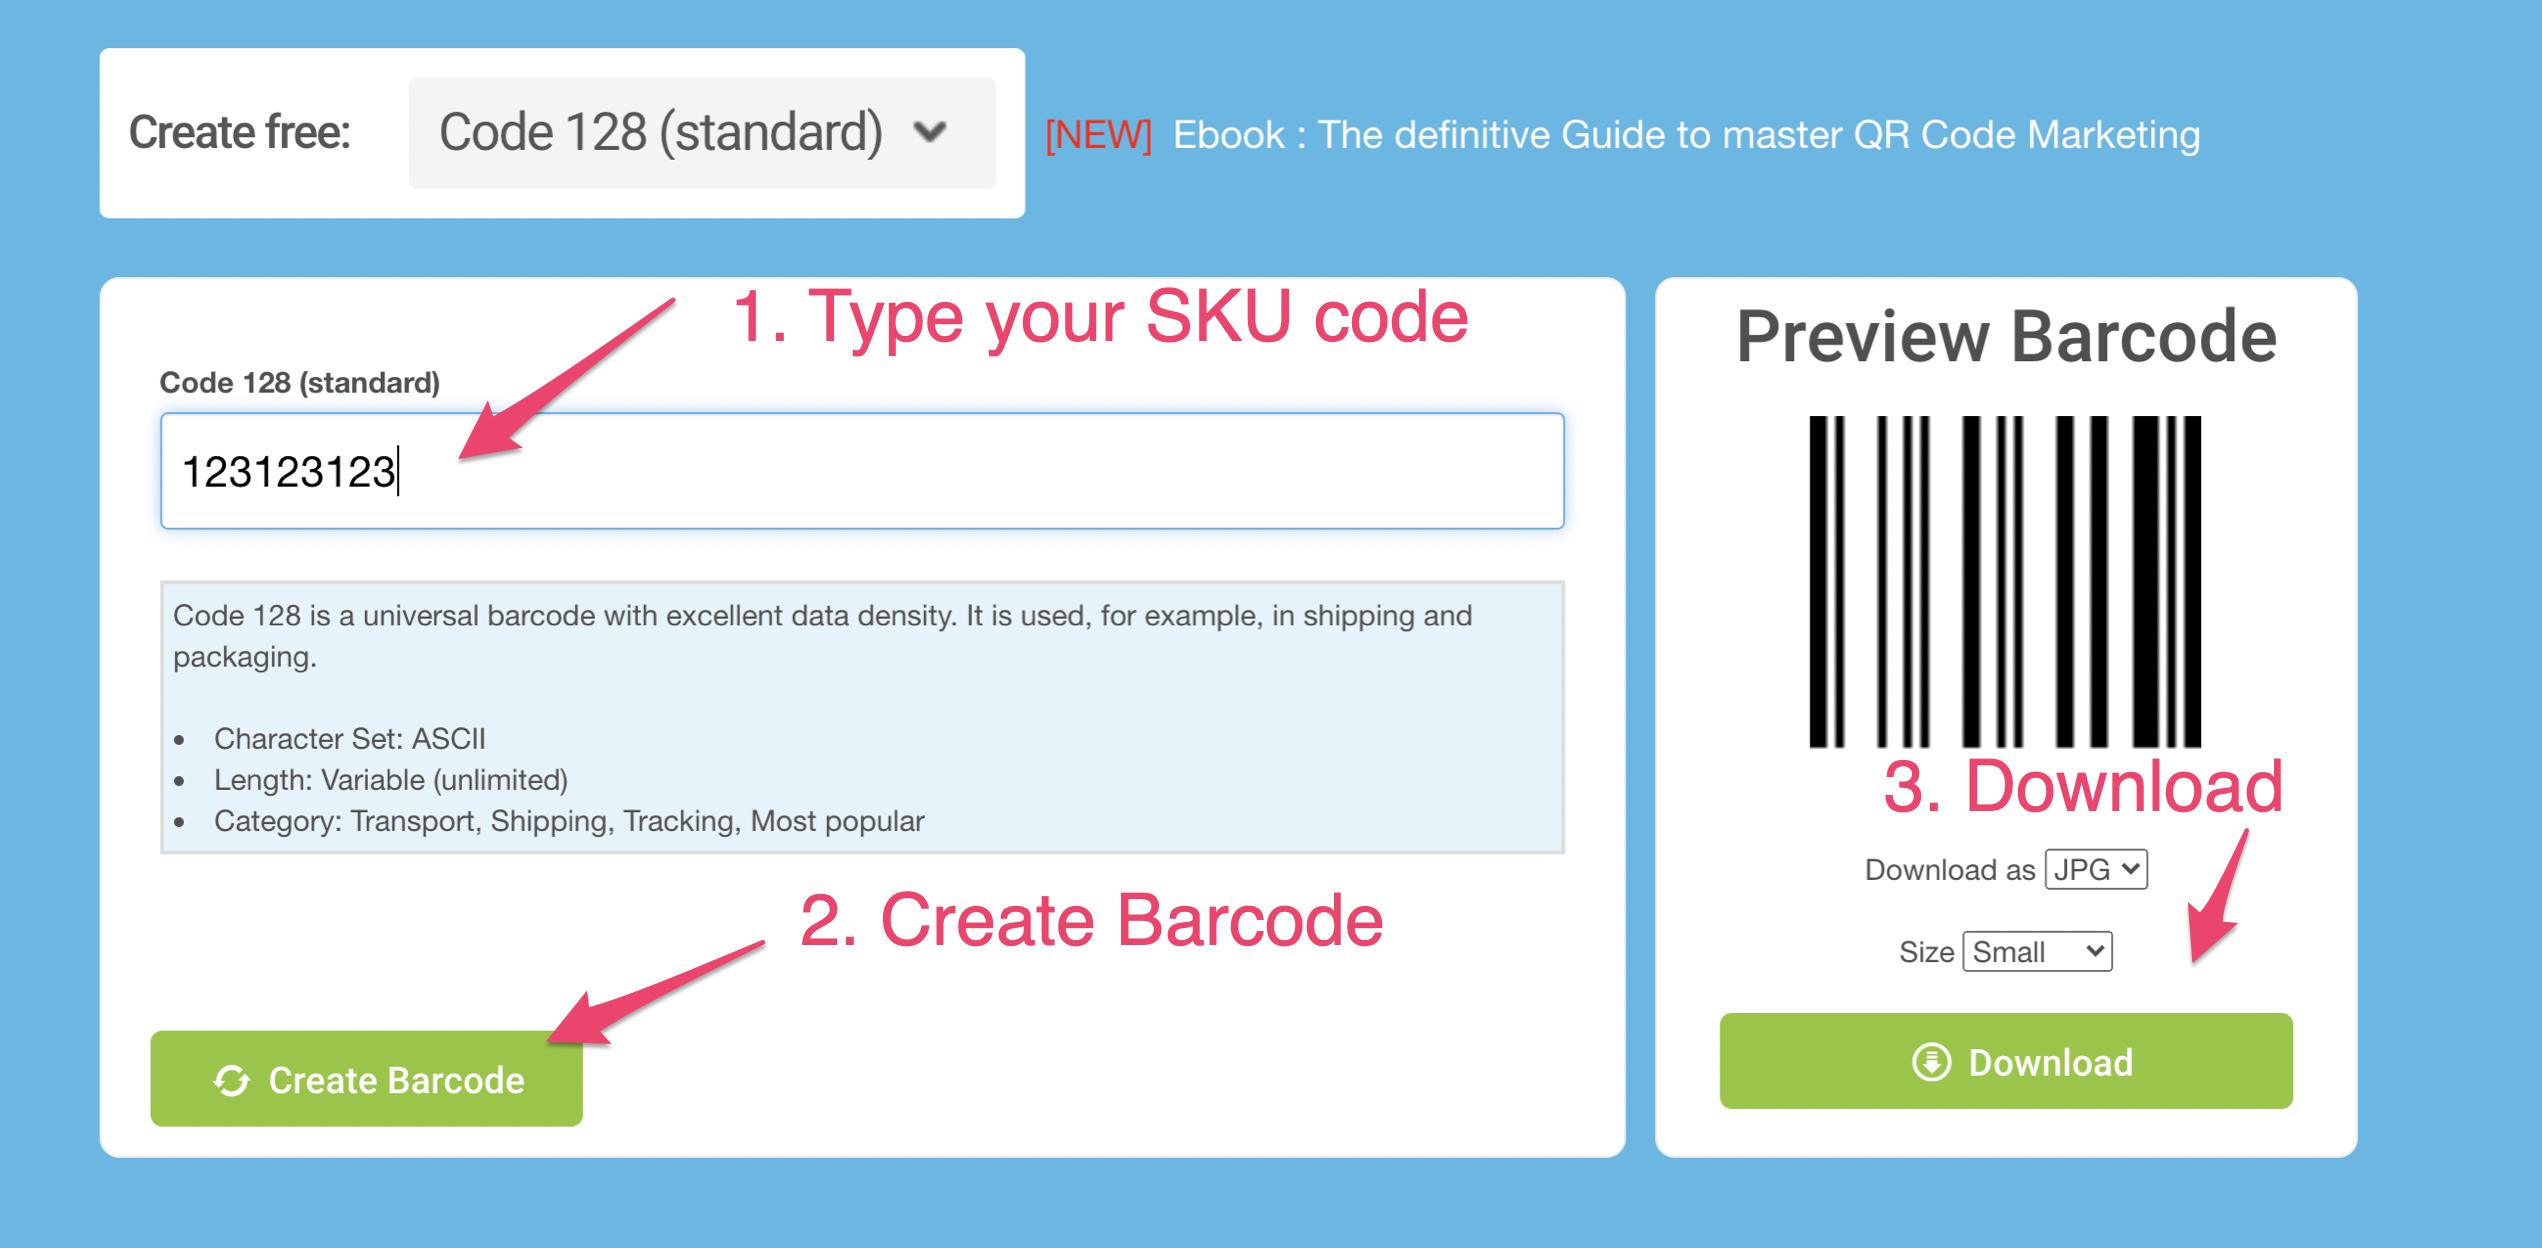 Create free:
Code 128 (standard)
[NEW] Ebook : The definitive Guide to master QR Code Marketing
1. Type your SKU code
Code 128 (standard)
123123123
Code 128 is a universal barcode with excellent data density. It is used, for example, in shipping and
packaging.
• Character Set: ASCII
• Length: Variable (unlimited)
• Category: Transport, Shipping, Tracking, Most popular
2. Create Barcode
Create Barcode
Preview Barcode
3. Download
Download as JPG
Size Small
Download